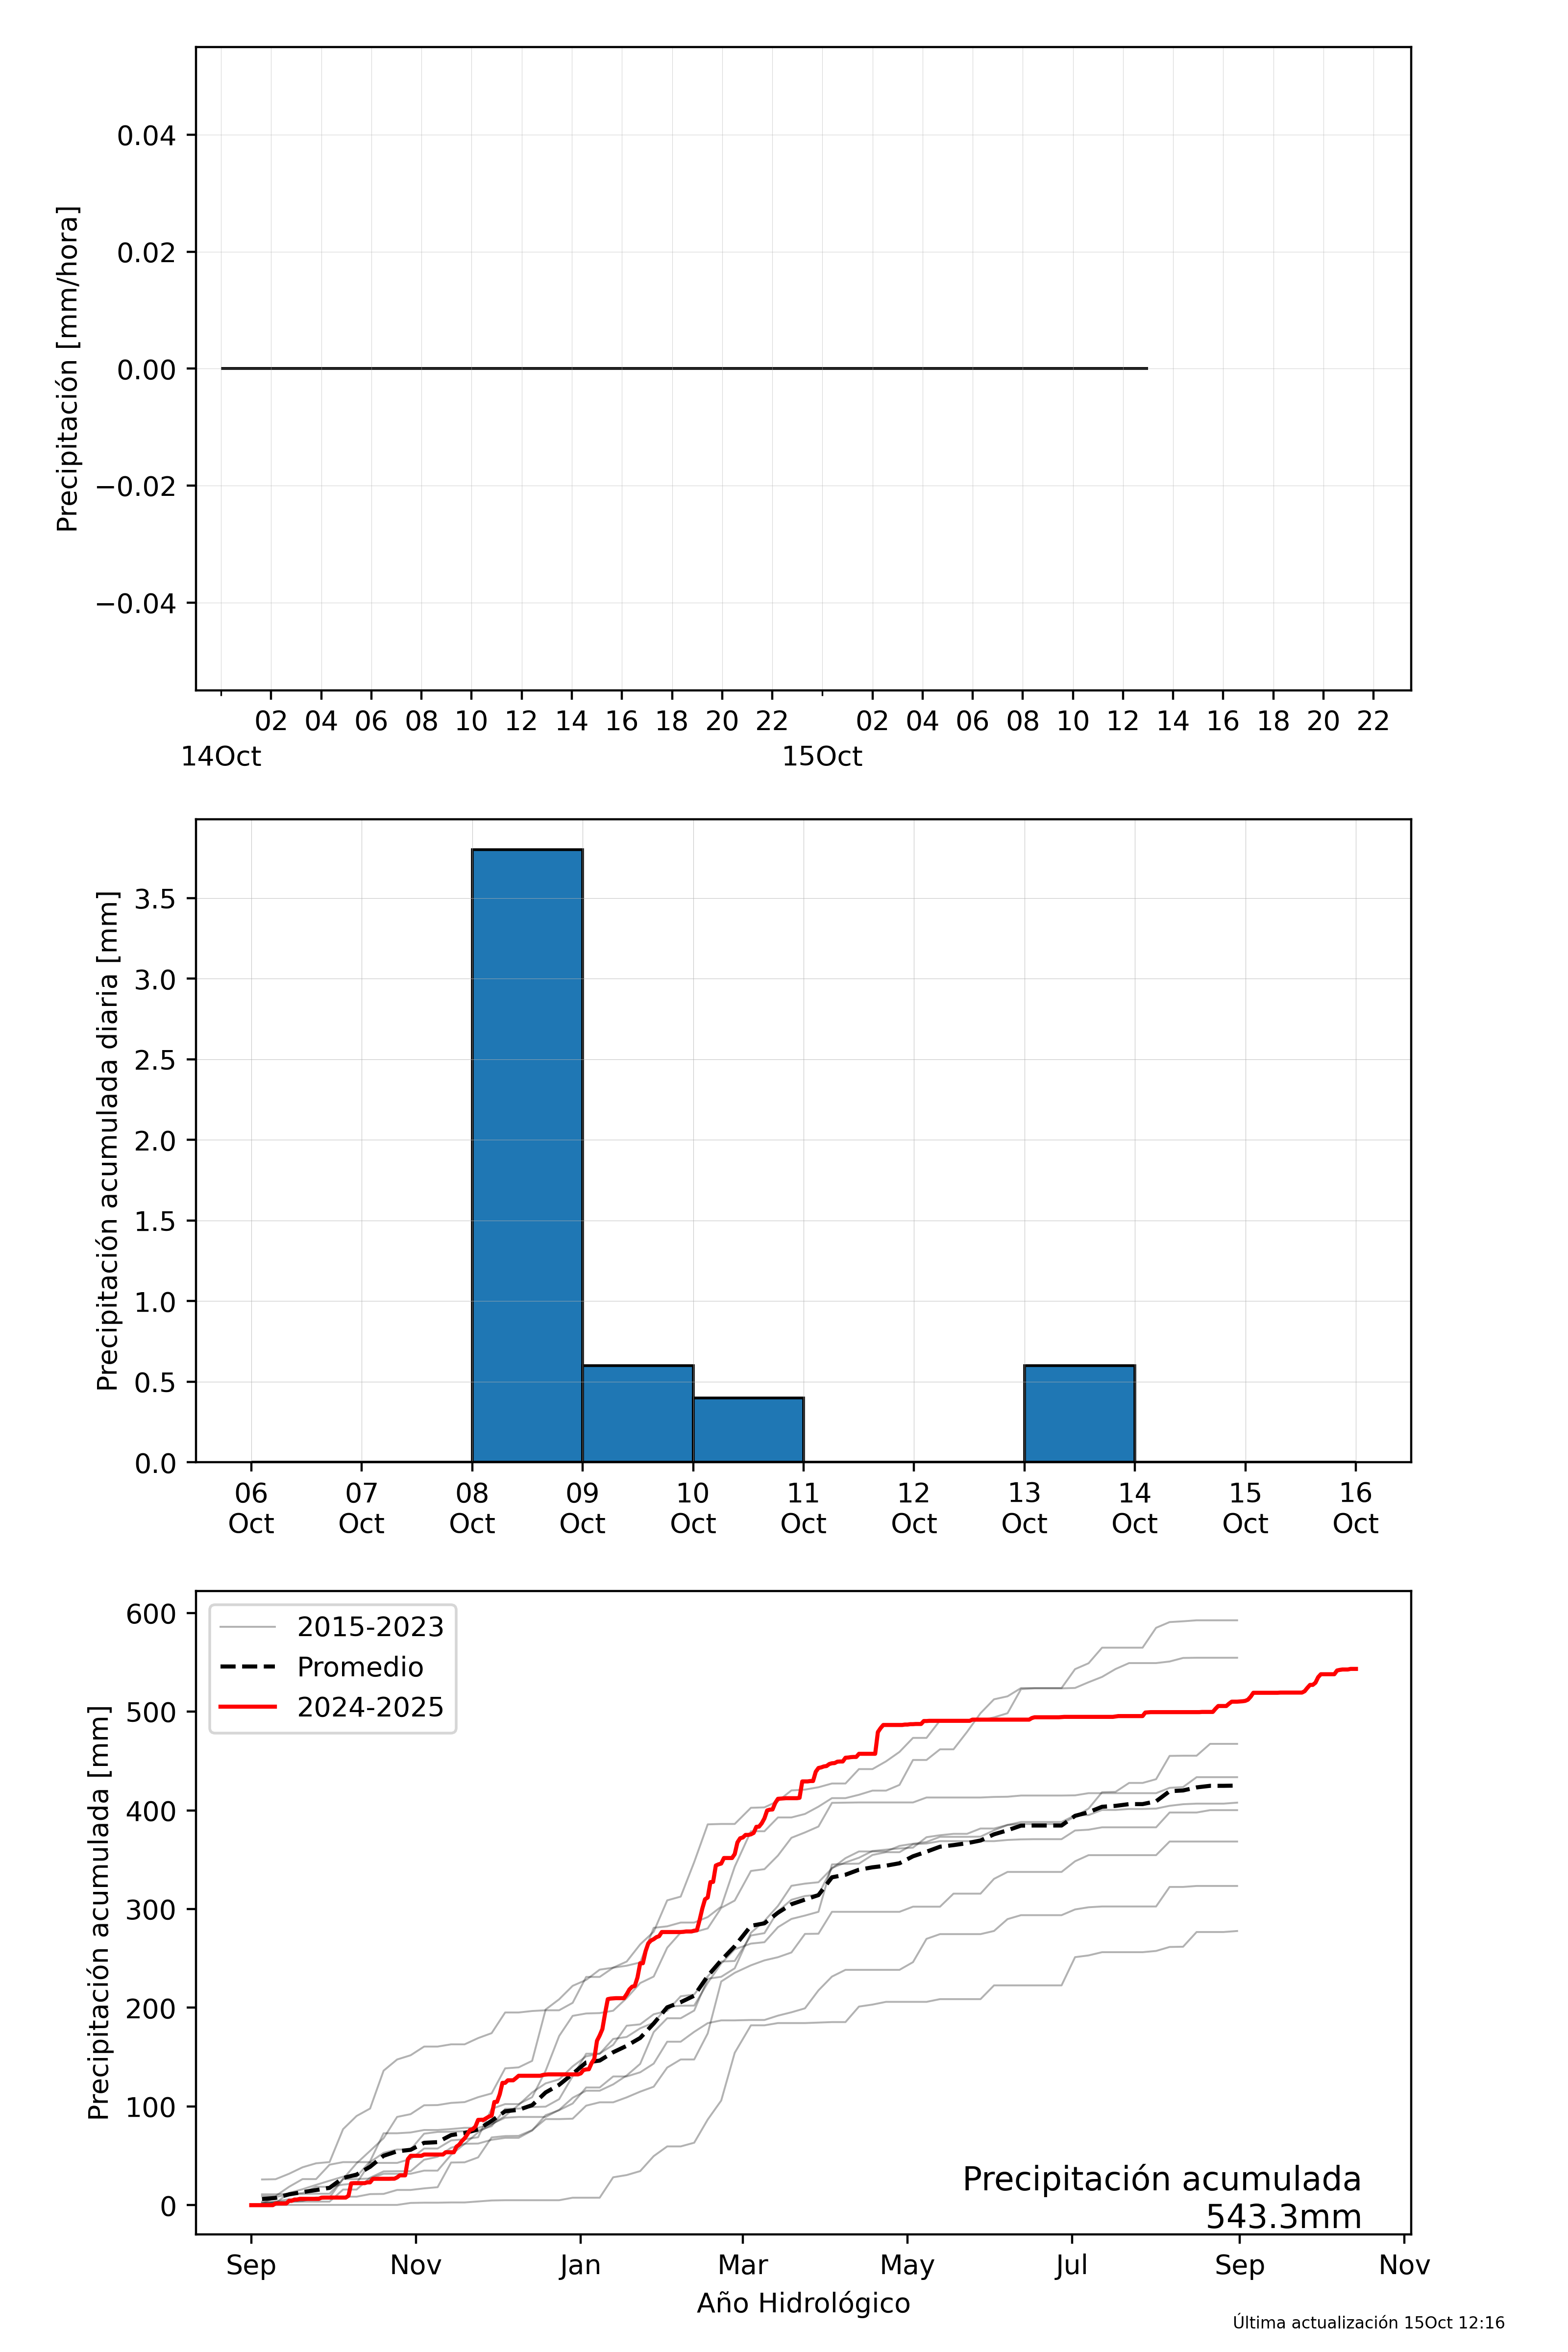 Precipitación [mm/hora]
0.04
0.02
0.00
−0.02
−0.04
02 04 06 08 10 12 14 16 18 20 22 02 04 06 08 10 12 14 16 18 20 22
14Oct 15Oct
Precipitación acumulada diaria [mm]
3.5
3.0
2.5
2.0
1.5
1.0
0.5
0.0
06 07 08 09 10 11 12 13 14 15 16
Oct Oct Oct Oct Oct Oct Oct Oct Oct Oct Oct
Precipitación acumulada [mm]
600
500
400
300
200
100
0
2015-2023
Promedio
2024-2025
Precipitación acumulada
543.3mm
Sep Nov Jan Mar May Jul Sep Nov
Año Hidrológico
Última actualización 15Oct 12:16